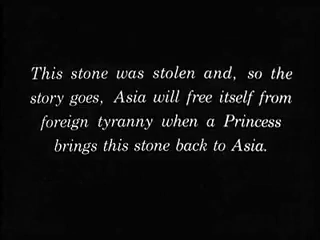 This stone was stolen and, so the
story goes, Asia will free itself from
foreign tyranny when a Princess
brings this stone back to Asia.